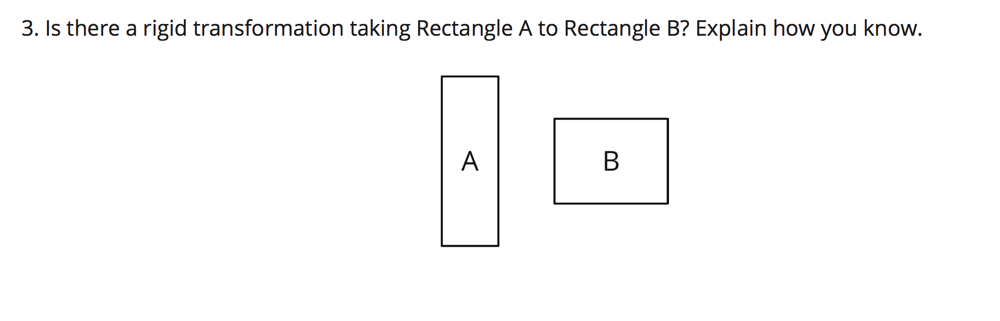 3. Is there a rigid transformation taking Rectangle A to Rectangle B? Explain how you know.
A
B